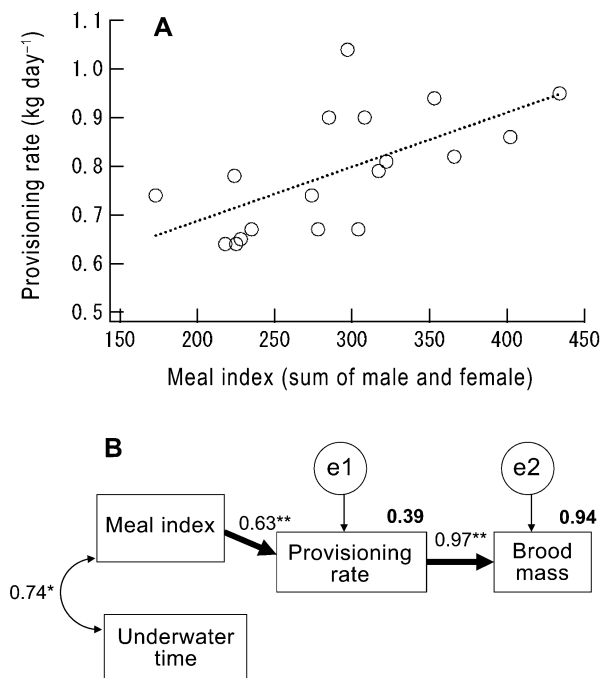 A
1.1
1.0
0.9
0.8
0.7
0.6
0.5
Provisioning rate (kg day⁻¹)
150 200 250 300 350 400 450
Meal index (sum of male and female)
B
e1
e2
Meal index
0.63**
0.39
0.97**
0.94
Provisioning
rate
Brood
mass
0.74*
Underwater
time